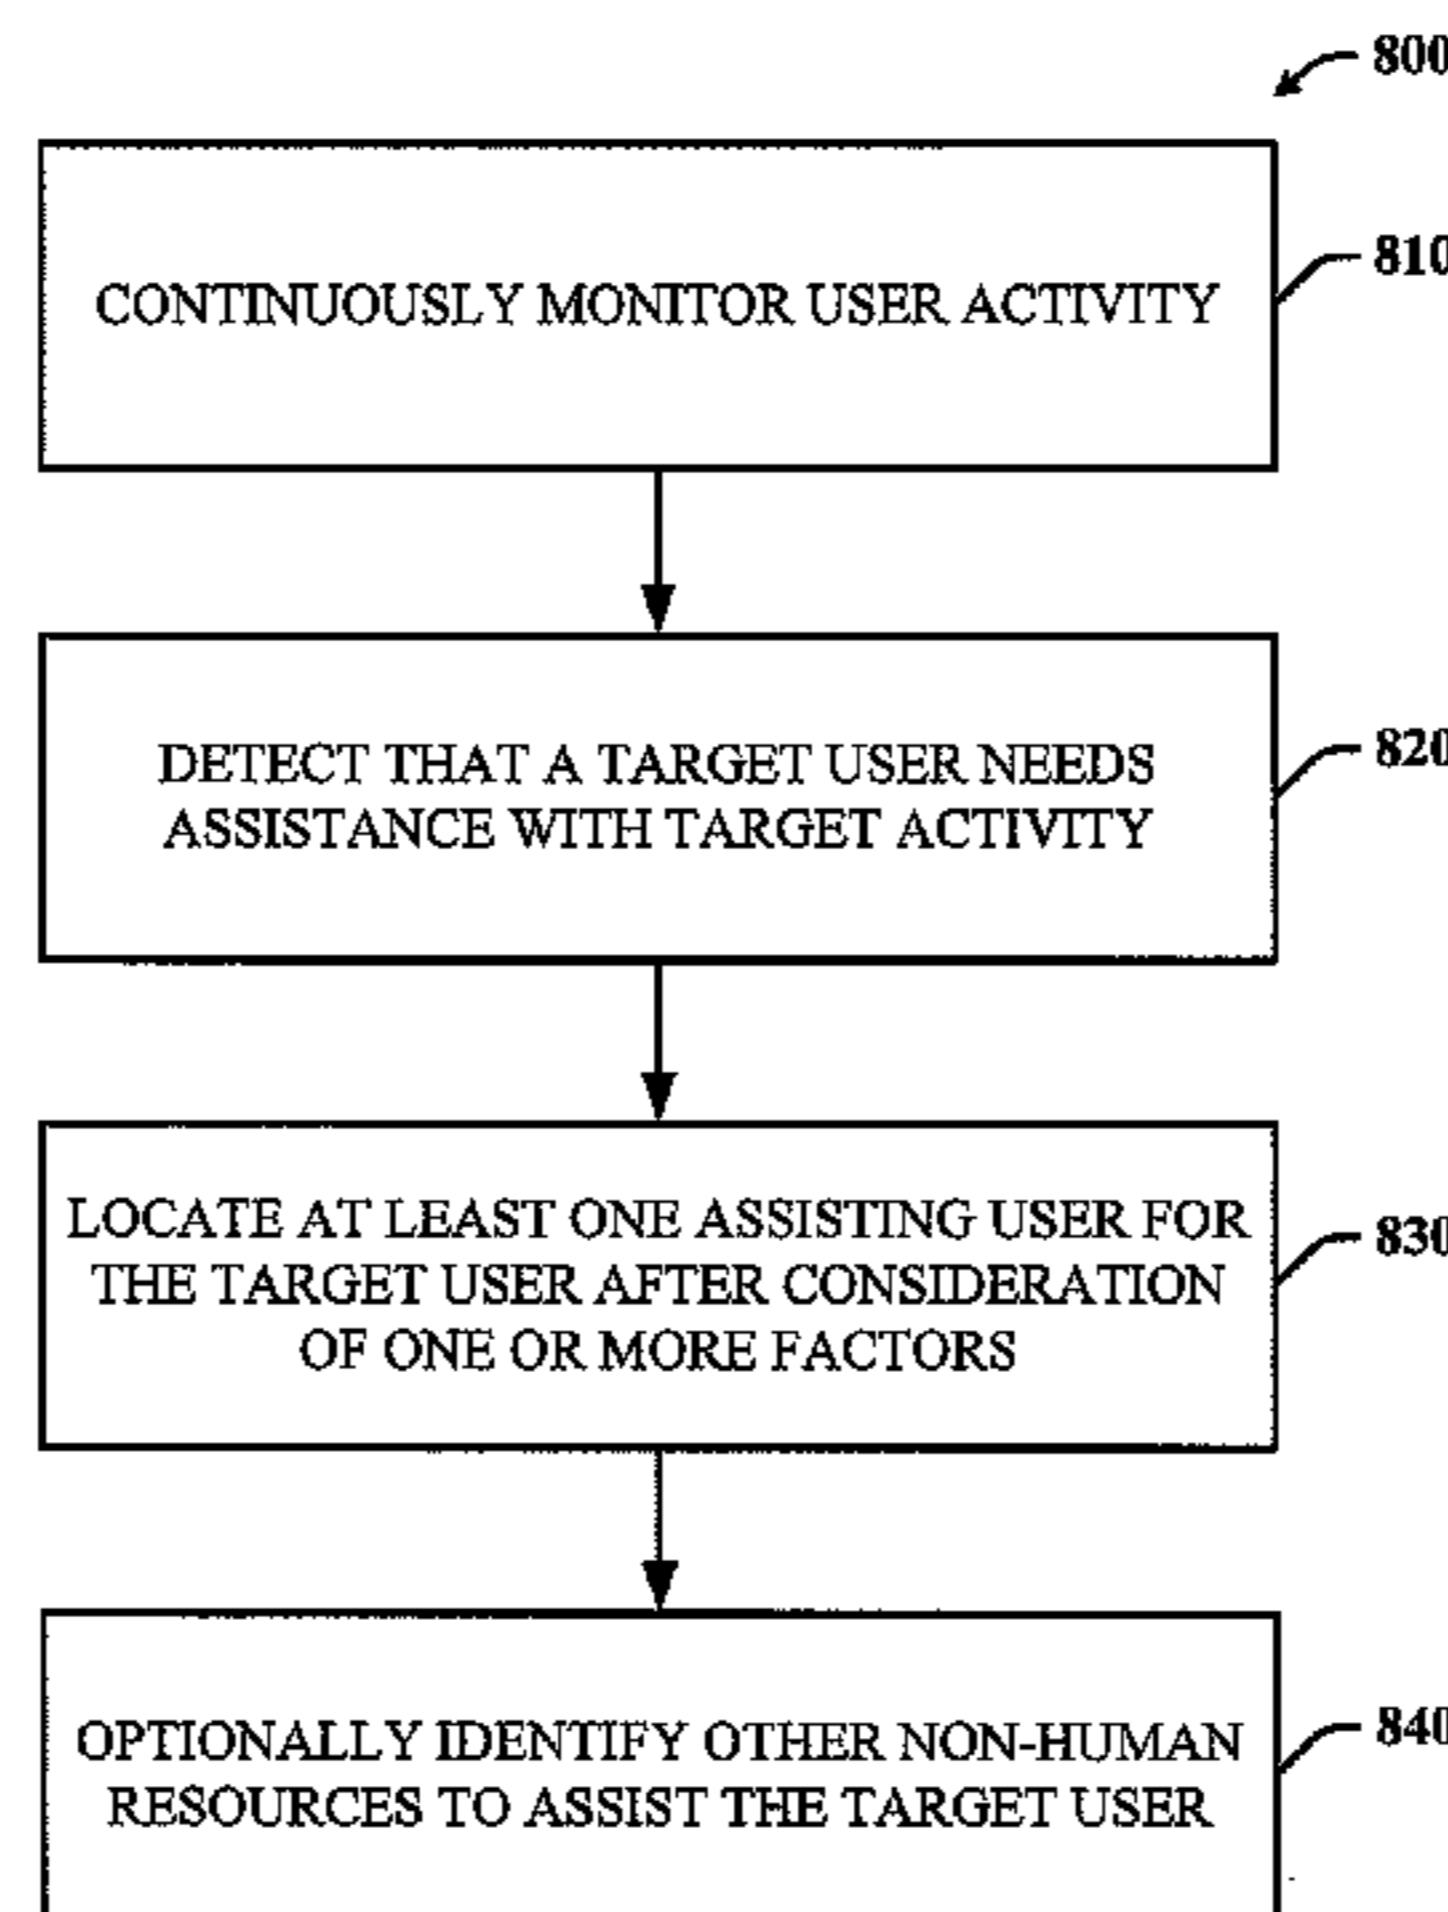 800
CONTINUOUSLY MONITOR USER ACTIVITY
810
DETECT THAT A TARGET USER NEEDS
ASSISTANCE WITH TARGET ACTIVITY
820
LOCATE AT LEAST ONE ASSISTING USER FOR
THE TARGET USER AFTER CONSIDERATION
OF ONE OR MORE FACTORS
830
OPTIONALLY IDENTIFY OTHER NON-HUMAN
RESOURCES TO ASSIST THE TARGET USER
840